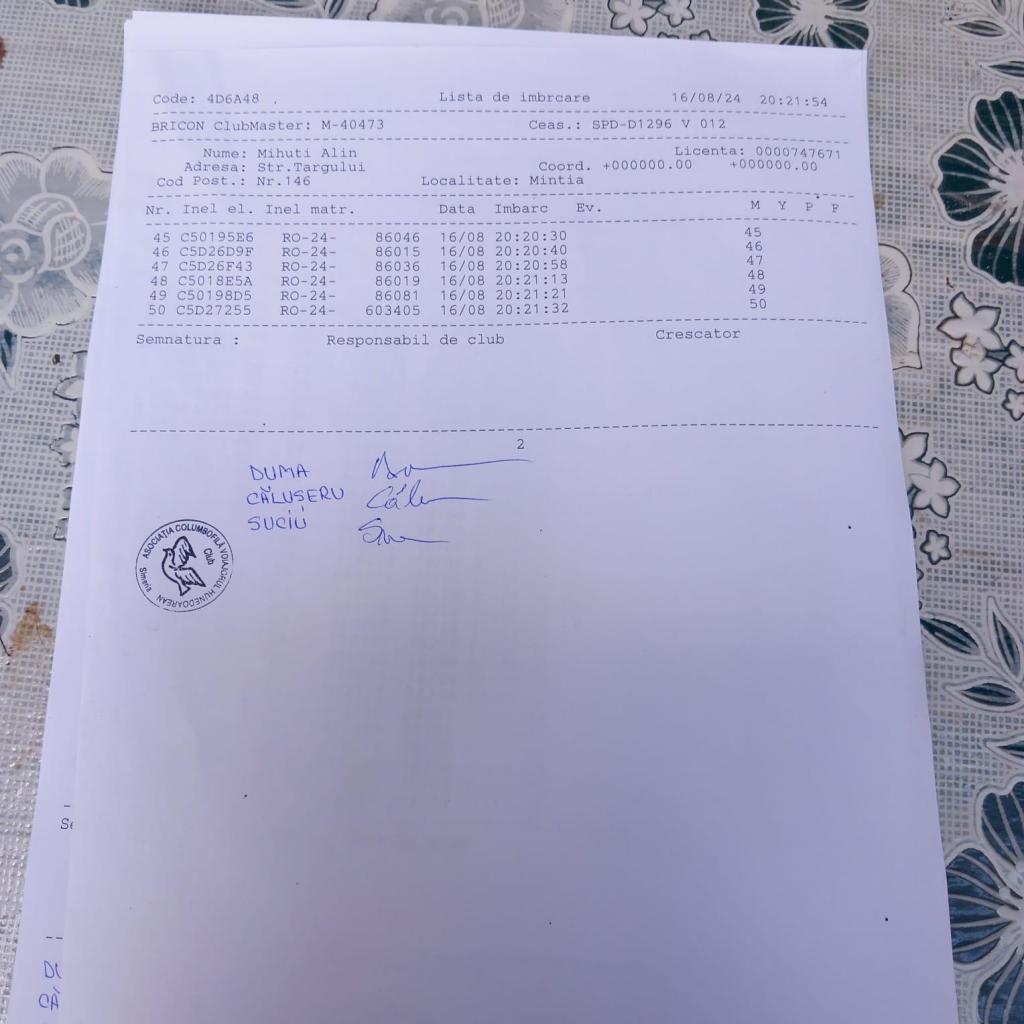 Code: 4D6A48 . Lista de imbrcare 16/08/24 20:21:54
BRICON ClubMaster: M-40473 Ceas.: SPD-D1296 V 012
Nume: Mihuti Alin Licenta: 0000747671
Adresa: Str.Targului Coord. +000000.00 +000000.00
Cod Post.: Nr.146 Localitate: Mintia
Nr. Inel el. Inel matr. Data Imbarc Ev. M Y P F
45 C50195E6 RO-24- 86046 16/08 20:20:30 45
46 C5D26D9F RO-24- 86015 16/08 20:20:40 46
47 C5D26F43 RO-24- 86036 16/08 20:20:58 47
48 C5018E5A RO-24- 86019 16/08 20:21:13 48
49 C50198D5 RO-24- 86081 16/08 20:21:21 49
50 C5D27255 RO-24- 603405 16/08 20:21:32 50
Semnatura : Responsabil de club Crescator
2
DUMA
CĂLUSERU
SUCIU
ASOCIAȚIA COLUMBOFILĂ VOIAJORUL HUNEDOAREAN
Club
Simeria